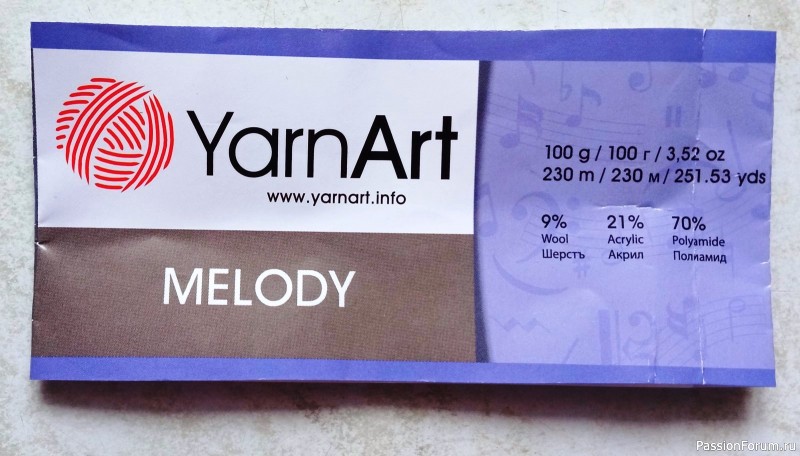 YarnArt
www.yarnart.info
MELODY
100 g / 100 г / 3,52 oz
230 m / 230 м / 251.53 yds
9% 21% 70%
Wool Acrylic Polyamide
Шерстъ Акрил Полиамид
PassionForum.ru